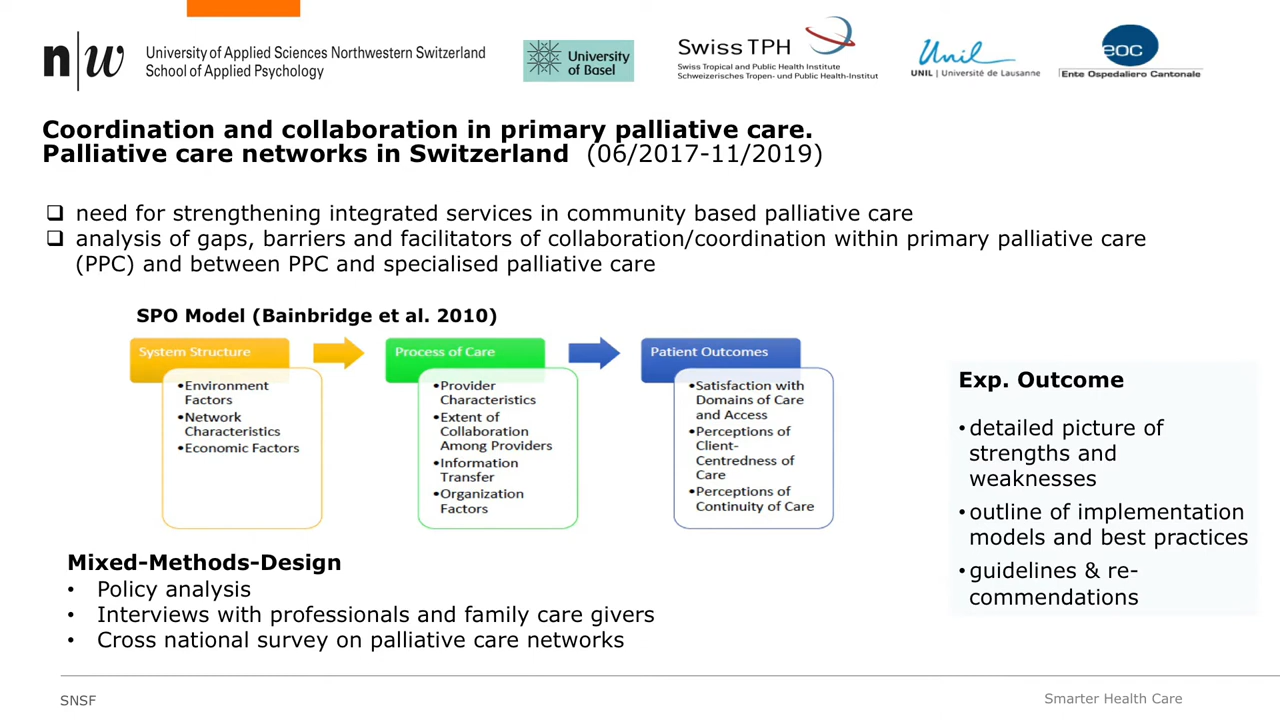 n|w University of Applied Sciences Northwestern Switzerland
School of Applied Psychology
University
of Basel
Swiss TPH
Swiss Tropical and Public Health Institute
Schweizerisches Tropen- und Public Health-Institut
Unil
UNIL | Université de Lausanne
eoc
Ente Ospedaliero Cantonale
Coordination and collaboration in primary palliative care.
Palliative care networks in Switzerland (06/2017-11/2019)
need for strengthening integrated services in community based palliative care
analysis of gaps, barriers and facilitators of collaboration/coordination within primary palliative care
(PPC) and between PPC and specialised palliative care
SPO Model (Bainbridge et al. 2010)
System Structure
•Environment
Factors
•Network
Characteristics
•Economic Factors
Process of Care
•Provider
Characteristics
•Extent of
Collaboration
Among Providers
•Information
Transfer
•Organization
Factors
Patient Outcomes
•Satisfaction with
Domains of Care
and Access
•Perceptions of
Client-
Centredness of
Care
•Perceptions of
Continuity of Care
Exp. Outcome
•detailed picture of
strengths and
weaknesses
•outline of implementation
models and best practices
•guidelines & re-
commendations
Mixed-Methods-Design
• Policy analysis
• Interviews with professionals and family care givers
• Cross national survey on palliative care networks
SNSF
Smarter Health Care